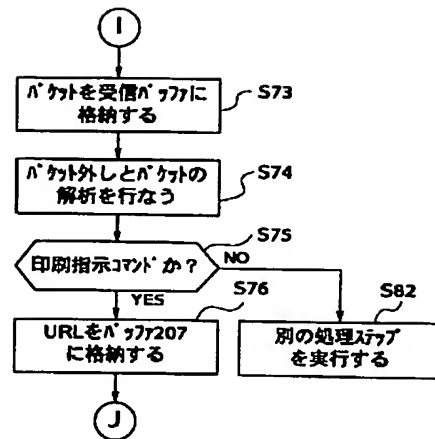 I
パケットを受信バッファに
格納する
S73
パケット外しとパケットの
解析を行なう
S74
印刷指示コマンドか？
S75
NO
YES
S76
URLをバッファ207
に格納する
S82
別の処理ステップ
を実行する
J